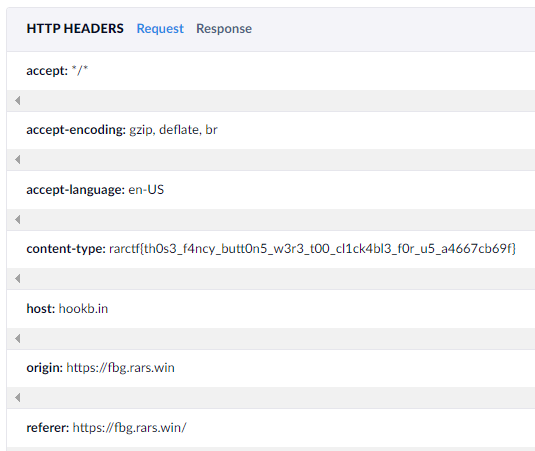 HTTP HEADERS Request Response
accept: */*
accept-encoding: gzip, deflate, br
accept-language: en-US
content-type: rarctf{th0s3_f4ncy_butt0n5_w3r3_t00_cl1ck4bl3_f0r_u5_a4667cb69f}
host: hookb.in
origin: https://fbg.rars.win
referer: https://fbg.rars.win/